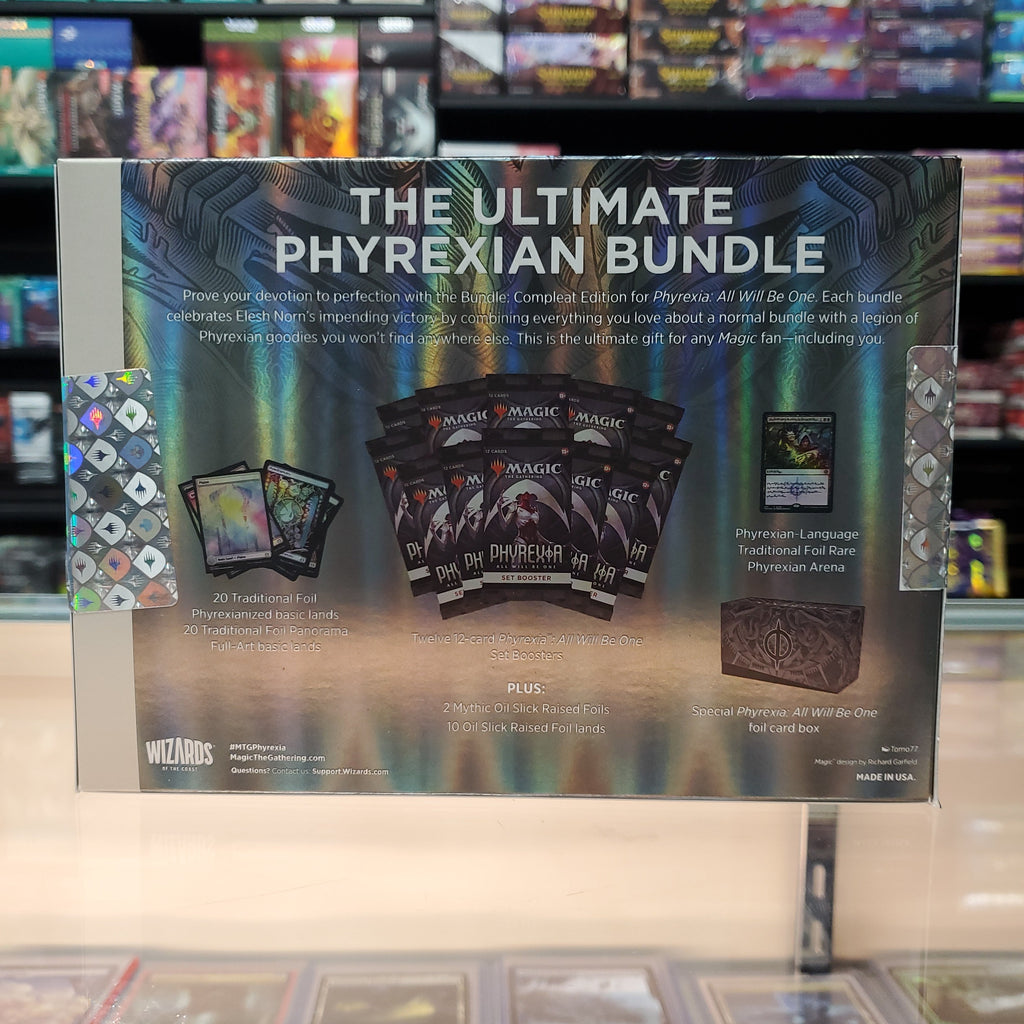 THE ULTIMATE
PHYREXIAN BUNDLE
Prove your devotion to perfection with the Bundle: Compleat Edition for Phyrexia: All Will Be One. Each bundle
celebrates Elesh Norn's impending victory by combining everything you love about a normal bundle with a legion of
Phyrexian goodies you won't find anywhere else. This is the ultimate gift for any Magic fan—including you.
MAGIC
THE GATHERING
PHYREXIA
ALL WILL BE ONE
SET BOOSTER
20 Traditional Foil
Phyrexianized basic lands
20 Traditional Foil Panorama
Full-Art basic lands
Twelve 12-card Phyrexia™: All Will Be One
Set Boosters
PLUS:
2 Mythic Oil Slick Raised Foils
10 Oil Slick Raised Foil lands
Phyrexian-Language
Traditional Foil Rare
Phyrexian Arena
Special Phyrexia: All Will Be One
foil card box
WIZARDS
OF THE COAST
#MTGPhyrexia
MagicTheGathering.com
Questions? Contact us: Support.Wizards.com
Tomo77
Magic® design by Richard Garfield
MADE IN USA.